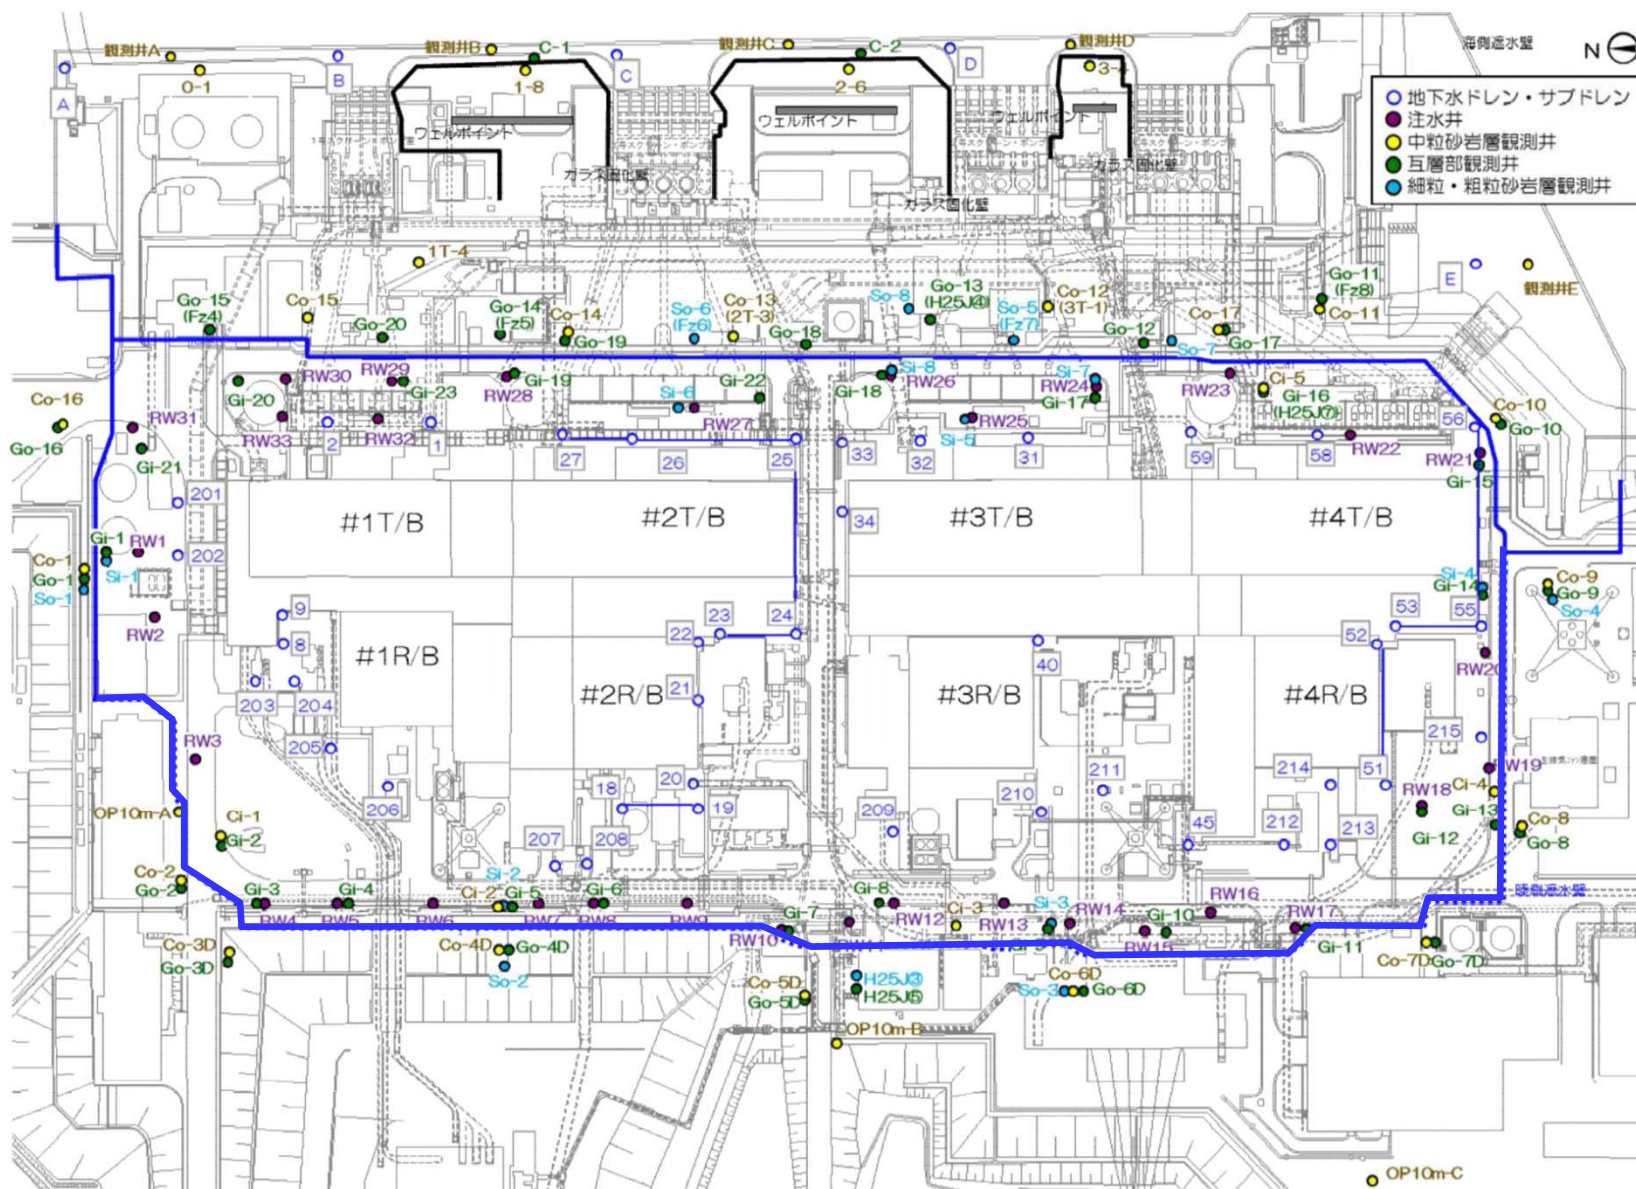 観測井A
観測井B
C-1
観測井C
C-2
観測井D
海側遮水壁
N
A
0-1
B
1-8
C
2-6
D
3-4
地下水ドレン・サブドレン
注水井
中粒砂岩層観測井
互層部観測井
細粒・粗粒砂岩層観測井
ウェルポイント
ウェルポイント
ウェルポイント
ガラス固化壁
ガラス固化壁
ガラス固化壁
1T-4
E
観測井E
Go-15
(Fz4)
Co-15
Go-20
Go-14
(Fz5)
Co-14
Go-19
So-6
(Fz6)
Co-13
(2T-3)
Go-18
So-8
Go-13
(H25J④)
So-5
(Fz7)
Co-12
(3T-1)
Go-12
So-7
Co-17
Go-17
Go-11
(Fz8)
Co-11
Co-16
Go-16
RW31
Gi-21
Gi-20
RW30
RW33
RW29
Gi-23
RW32
2
1
RW28
Gi-19
Si-6
RW27
Gi-22
Gi-18
Si-8
RW26
Si-5
RW25
Si-7
RW24
Gi-17
RW23
Ci-5
Gi-16
(H25J⑦)
RW22
56
Co-10
Go-10
RW21
Gi-15
27
26
25
33
32
31
59
58
34
201
202
#1T/B
#2T/B
#3T/B
#4T/B
Gi-1
RW1
Si-1
Co-1
Go-1
So-1
RW2
Si-4
Gi-14
Co-9
Go-9
So-4
9
8
22
23
24
40
52
53
55
RW20
#1R/B
#2R/B
#3R/B
#4R/B
21
203
204
205
206
RW3
215
RW19
Ci-4
Gi-13
RW18
Gi-12
Co-8
Go-8
18
20
19
209
210
211
214
51
45
212
213
207
208
OP10m-A
Ci-1
Gi-2
Co-2
Go-2
Gi-3
RW4
Gi-4
RW5
RW6
Si-2
Ci-2
Gi-5
RW7
Gi-6
RW8
RW9
Gi-7
RW10
Gi-8
RW12
Ci-3
RW13
Si-3
RW14
Gi-10
RW15
RW16
RW17
Gi-11
陸側遮水壁
Co-3D
Go-3D
Co-4D
Go-4D
So-2
Co-5D
Go-5D
H25J③
H25J⑤
So-3
Co-6D
Go-6D
Co-7D
Go-7D
OP10m-B
OP10m-C